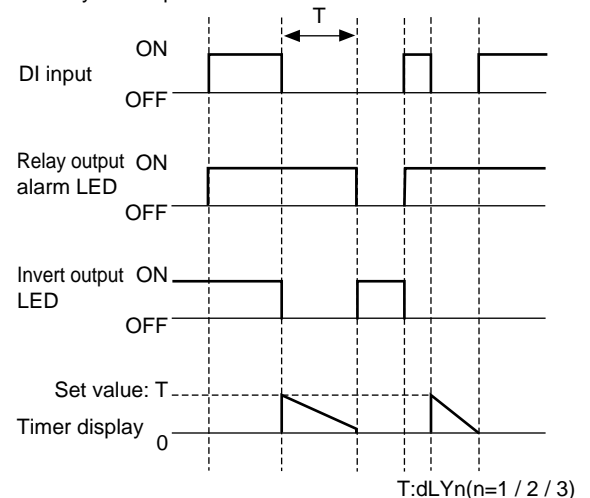 T
ON
DI input
OFF
Relay output ON
alarm LED
OFF
Invert output ON
LED
OFF
Set value: T
Timer display 0
T:dLYn(n=1 / 2 / 3)